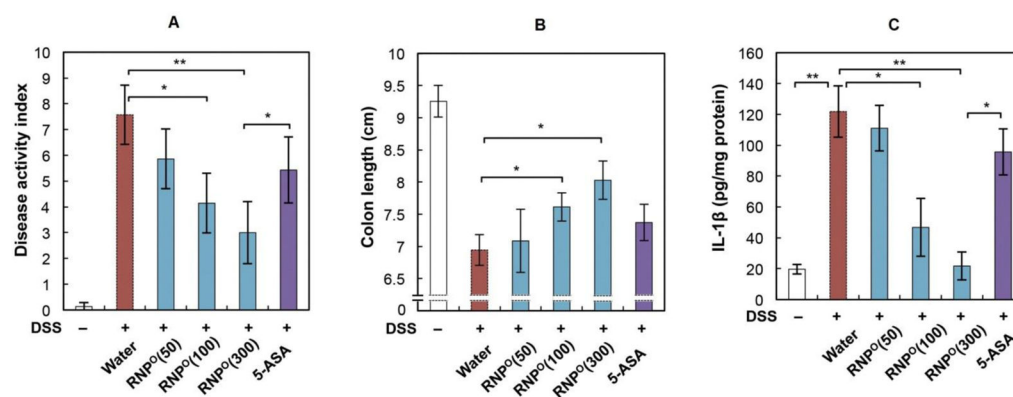 A
Disease activity index
10
9
8
7
6
5
4
3
2
1
0
**
*
*
DSS – + + + + +
Water
RNPᴼ(50)
RNPᴼ(100)
RNPᴼ(300)
5-ASA
B
Colon length (cm)
10
9.5
9
8
7.5
7
6.5
0
*
*
DSS – + + + + +
Water
RNPᴼ(50)
RNPᴼ(100)
RNPᴼ(300)
5-ASA
C
IL-1β (pg/mg protein)
160
140
120
100
80
60
40
20
0
**
**
*
*
DSS – + + + + +
Water
RNPᴼ(50)
RNPᴼ(100)
RNPᴼ(300)
5-ASA